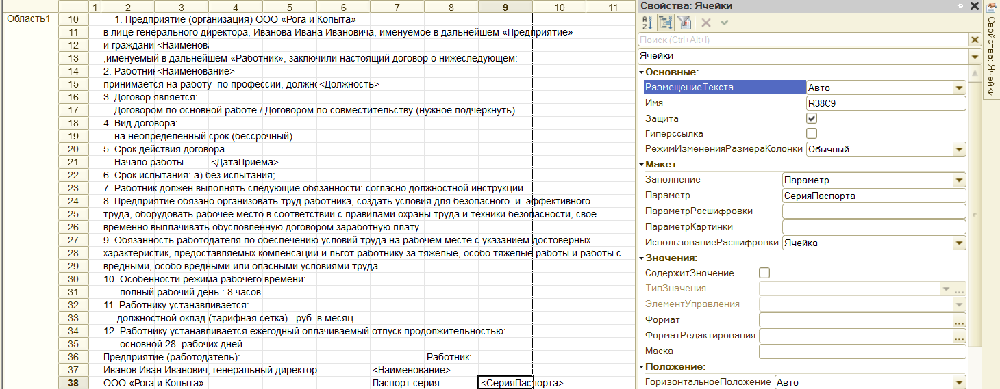 1 2 3 4 5 6 7 8 9 10 11
Область1
10 1. Предприятие (организация) ООО «Рога и Копыта»
11 в лице генерального директора, Иванова Ивана Ивановича, именуемое в дальнейшем «Предприятие»
12 и граждани <Наименова
13 ,именуемый в дальнейшем «Работник», заключили настоящий договор о нижеследующем:
14 2. Работни <Наименование>
15 принимается на работу по профессии, должнс <Должность>
16 3. Договор является:
17 Договором по основной работе / Договором по совместительству (нужное подчеркнуть)
18 4. Вид договора:
19 на неопределенный срок (бессрочный)
20 5. Срок действия договора.
21 Начало работы <ДатаПриема>
22 6. Срок испытания: а) без испытания;
23 7. Работник должен выполнять следующие обязанности: согласно должностной инструкции
24 8. Предприятие обязано организовать труд работника, создать условия для безопасного и эффективного
25 труда, оборудовать рабочее место в соответствии с правилами охраны труда и техники безопасности, свое-
26 временно выплачивать обусловленную договором заработную плату.
27 9. Обязанность работодателя по обеспечению условий труда на рабочем месте с указанием достоверных
28 характеристик, предоставляемых компенсации и льгот работнику за тяжелые, особо тяжелые работы и работы с
29 вредными, особо вредными или опасными условиями труда.
30 10. Особенности режима рабочего времени:
31 полный рабочий день : 8 часов
32 11. Работнику устанавливается:
33 должностной оклад (тарифная сетка) руб. в месяц
34 12. Работнику устанавливается ежегодный оплачиваемый отпуск продолжительностью:
35 основной 28 рабочих дней
36 Предприятие (работодатель): Работник:
37 Иванов Иван Иванович, генеральный директор <Наименование>
38 ООО «Рога и Копыта» Паспорт серия: <СерияПаспорта>
Свойства: Ячейки
Поиск (Ctrl+Alt+I)
Ячейки
Основные:
РазмещениеТекста Авто
Имя R38C9
Защита
Гиперссылка
РежимИзмененияРазмераКолонки Обычный
Макет:
Заполнение Параметр
Параметр СерияПаспорта
ПараметрРасшифровки
ПараметрКартинки
ИспользованиеРасшифровки Ячейка
Значения:
СодержитЗначение
ТипЗначения
ЭлементУправления
Формат
ФорматРедактирования
Маска
Положение:
ГоризонтальноеПоложение Авто
Свойства: Ячейки